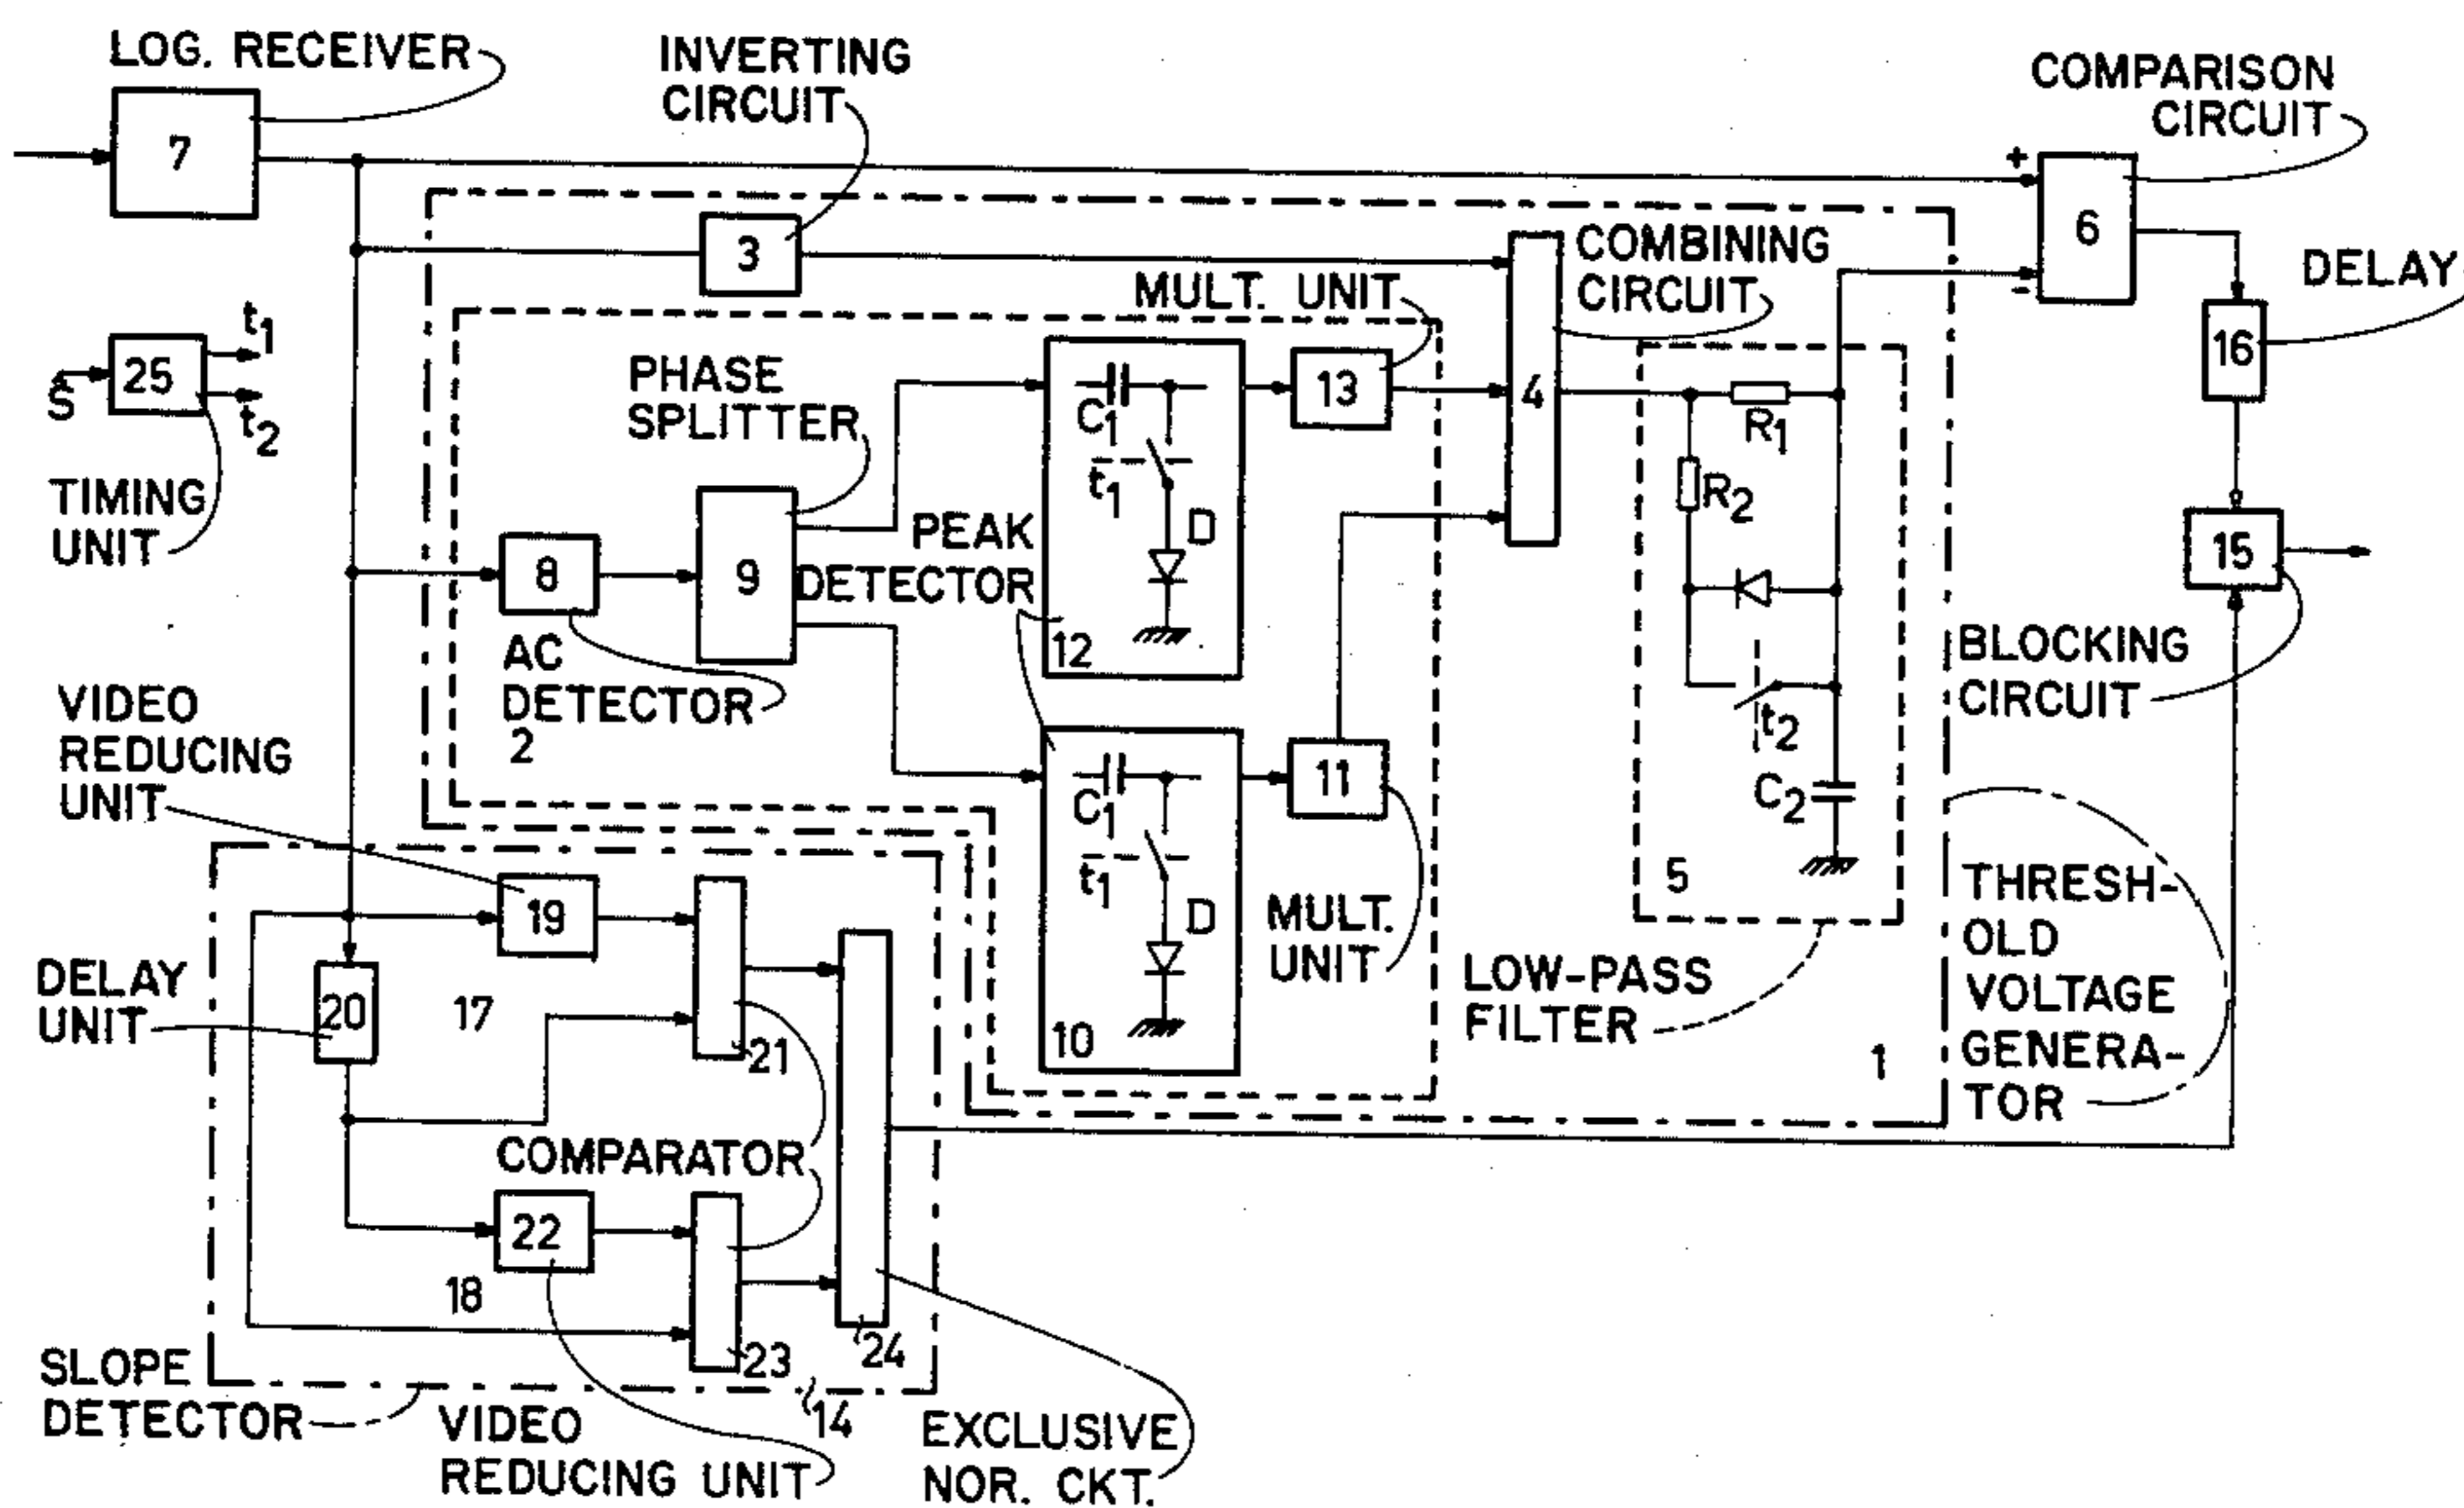 LOG. RECEIVER
7
INVERTING
CIRCUIT
3
COMPARISON
CIRCUIT
+
-
6
DELAY
16
COMBINING
CIRCUIT
4
MULT. UNIT
13
S
25
t1
t2
TIMING
UNIT
PHASE
SPLITTER
9
8
AC
DETECTOR
2
PEAK
DETECTOR
C1
t1
D
12
C1
t1
D
10
11
MULT.
UNIT
R1
R2
t2
C2
5
LOW-PASS
FILTER
15
BLOCKING
CIRCUIT
THRESH-
OLD
VOLTAGE
GENERA-
TOR
1
VIDEO
REDUCING
UNIT
19
DELAY
UNIT
20
17
21
COMPARATOR
22
18
23
24
14
SLOPE
DETECTOR
VIDEO
REDUCING UNIT
EXCLUSIVE
NOR. CKT.